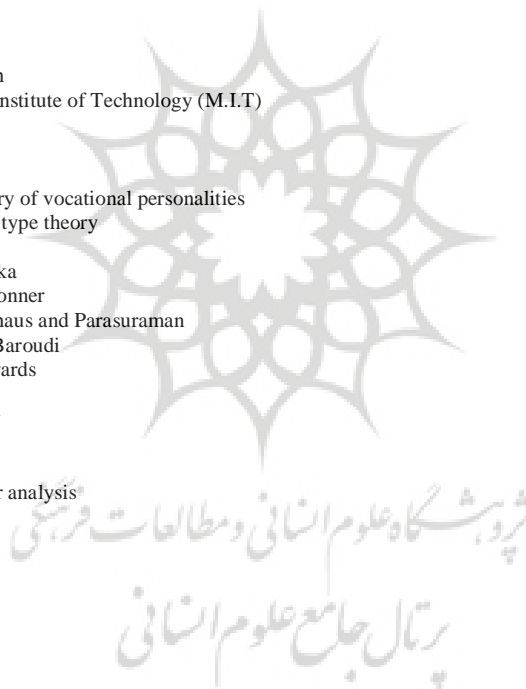 nstitute of Technology (M.I.T)
ry of vocational personalities
type theory
ka
onner
haus and Parasuraman
Baroudi
ards
r analysis
پژوهشگاه علوم انسانی و مطالعات فرهنگی
پرتال جامع علوم انسانی